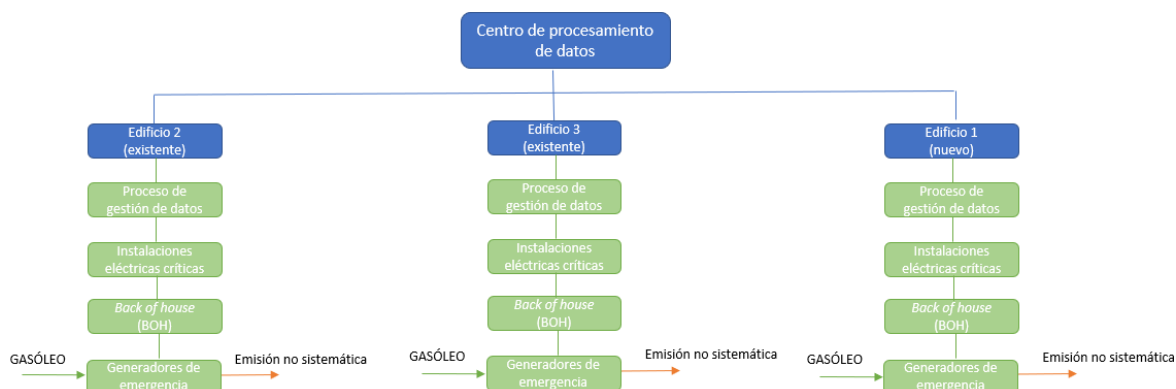 Centro de procesamiento
de datos
Edificio 2
(existente)
Edificio 3
(existente)
Edificio 1
(nuevo)
Proceso de
gestión de datos
Proceso de
gestión de datos
Proceso de
gestión de datos
Instalaciones
eléctricas críticas
Instalaciones
eléctricas críticas
Instalaciones
eléctricas críticas
Back of house
(BOH)
Back of house
(BOH)
Back of house
(BOH)
GASÓLEO
Generadores de
emergencia
Emisión no sistemática
GASÓLEO
Generadores de
emergencia
Emisión no sistemática
GASÓLEO
Generadores de
emergencia
Emisión no sistemática